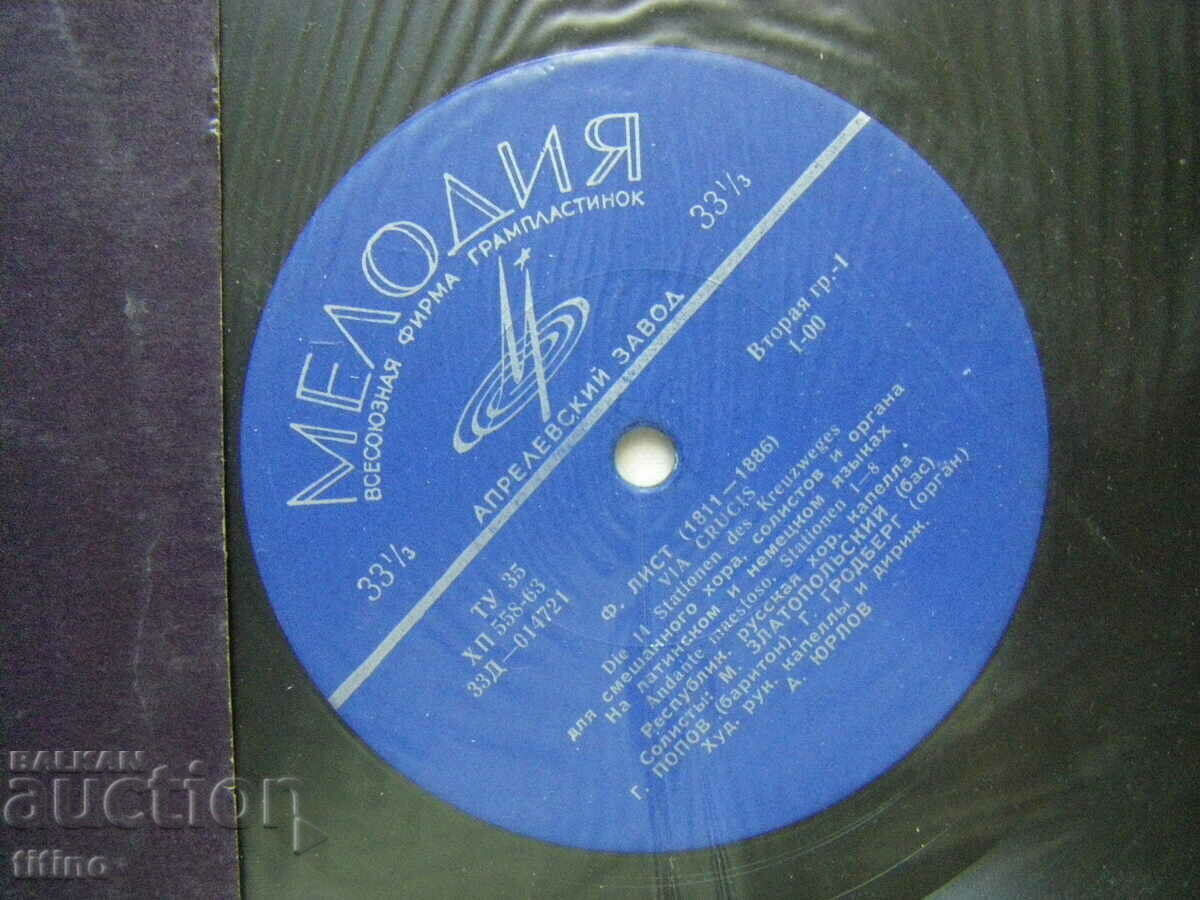 МЕЛОДИЯ
ВСЕСОЮЗНАЯ ФИРМА ГРАМПЛАСТИНОК
АПРЕЛЕВСКИЙ ЗАВОД
33⅓
33⅓
ТУ 35
ХП 558-63
33Д—014721
Вторая гр.-1
1-00
Ф. ЛИСТ (1811—1886)
VIA CRUCIS
Die 14 Stationen des Kreuzweges
для смешанного хора, солистов и органа
На латинском и немецком языках
Andante maestoso. Stationen 1—8
Республик. русская хор. капелла
Солисты: М. ЗЛАТОПОЛЬСКИЙ (бас)
Г. ПОПОВ (баритон), Г. ГРОДБЕРГ (орган)
Худ. рук. капеллы и дириж.
А. ЮРЛОВ
BALKAN
auction
titino